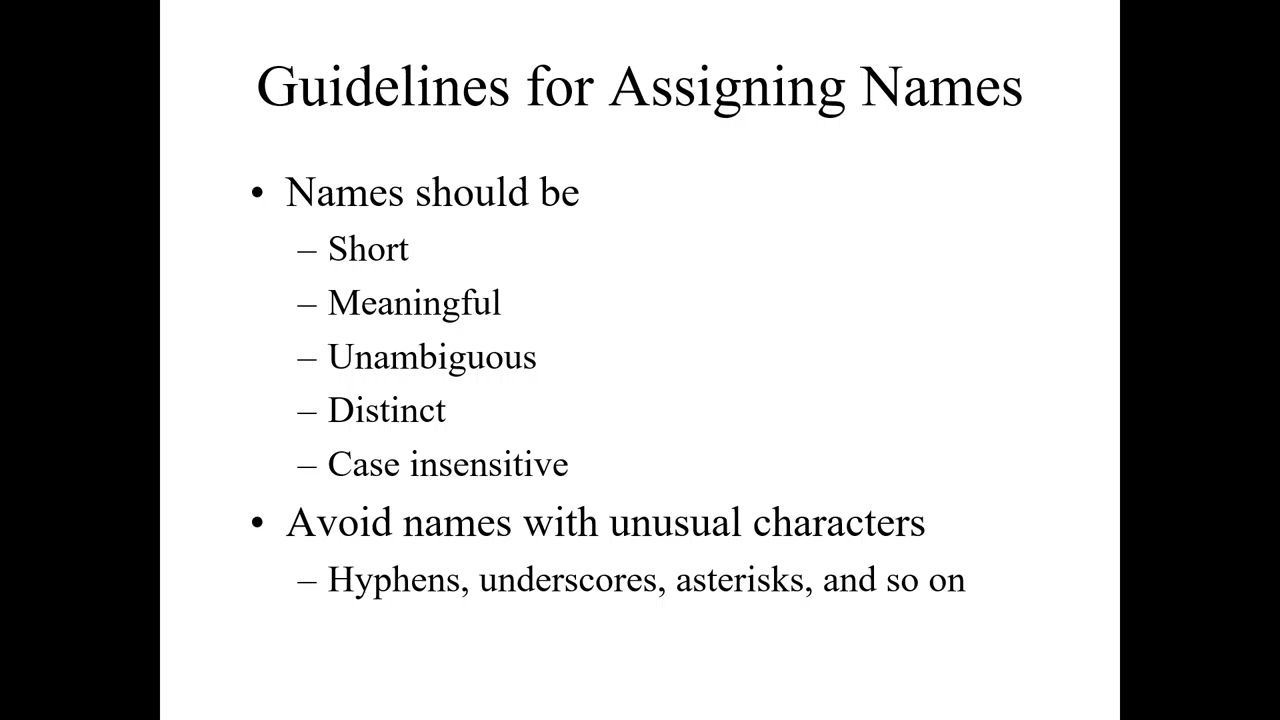 Guidelines for Assigning Names
• Names should be
– Short
– Meaningful
– Unambiguous
– Distinct
– Case insensitive
• Avoid names with unusual characters
– Hyphens, underscores, asterisks, and so on